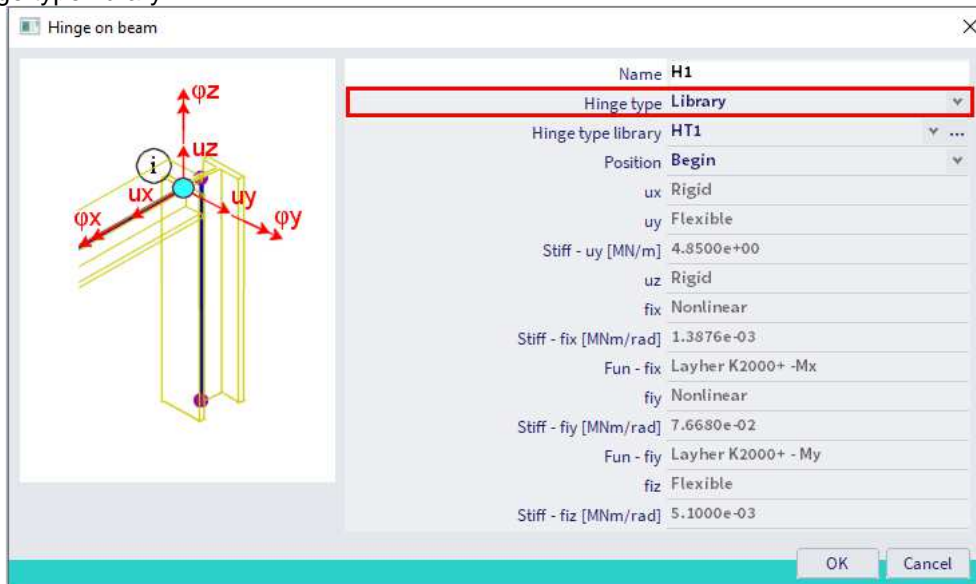 Hinge on beam
Name H1
Hinge type Library
Hinge type library HT1 ...
Position Begin
ux Rigid
uy Flexible
Stiff - uy [MN/m] 4.8500e+00
uz Rigid
fix Nonlinear
Stiff - fix [MNm/rad] 1.3876e-03
Fun - fix Layher K2000+ -Mx
fiy Nonlinear
Stiff - fiy [MNm/rad] 7.6680e-02
Fun - fiy Layher K2000+ - My
fiz Flexible
Stiff - fiz [MNm/rad] 5.1000e-03
φz
uz
i
ux
uy
φx
φy
OK Cancel